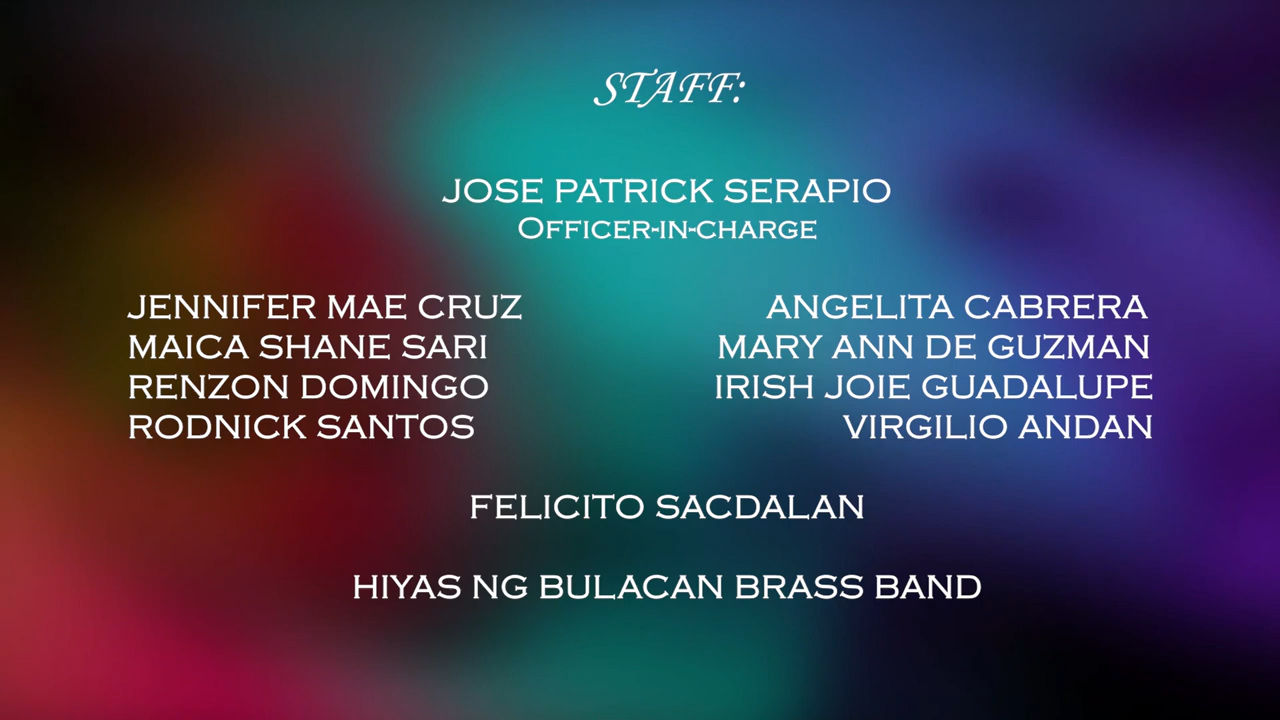 STAFF:
JOSE PATRICK SERAPIO
OFFICER-IN-CHARGE
JENNIFER MAE CRUZ
MAICA SHANE SARI
RENZON DOMINGO
RODNICK SANTOS
ANGELITA CABRERA
MARY ANN DE GUZMAN
IRISH JOIE GUADALUPE
VIRGILIO ANDAN
FELICITO SACDALAN
HIYAS NG BULACAN BRASS BAND